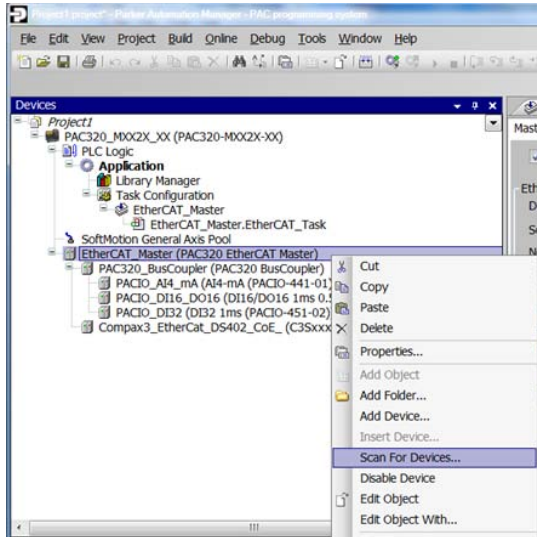 Project1.project* - Parker Automation Manager - PAC programming system
File Edit View Project Build Online Debug Tools Window Help
Devices
Project1
PAC320_MXX2X_XX (PAC320-MXX2X-XX)
PLC Logic
Application
Library Manager
Task Configuration
EtherCAT_Master
EtherCAT_Master.EtherCAT_Task
SoftMotion General Axis Pool
EtherCAT_Master (PAC320 EtherCAT Master)
PAC320_BusCoupler (PAC320 BusCoupler)
PACIO_AI4_mA (AI4-mA (PACIO-441-01)
PACIO_DI16_DO16 (DI16/DO16 1ms 0.5
PACIO_DI32 (DI32 1ms (PACIO-451-02)
Compax3_EtherCat_DS402_CoE_ (C3Sxxx
Cut
Copy
Paste
Delete
Properties...
Add Object
Add Folder...
Add Device...
Insert Device...
Scan For Devices...
Disable Device
Edit Object
Edit Object With...
Mast
Eth
D
S
N